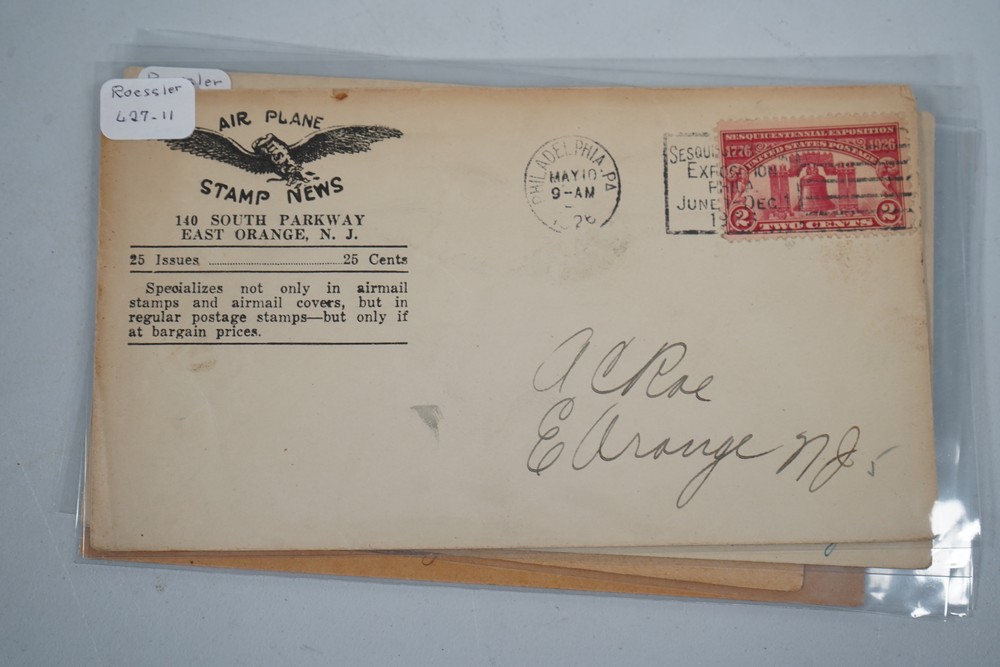 Roessler
627-11
AIR PLANE
U.S.
STAMP NEWS
140 SOUTH PARKWAY
EAST ORANGE, N. J.
25 Issues 25 Cents
Specializes not only in airmail
stamps and airmail covers, but in
regular postage stamps—but only if
at bargain prices.
PHILADELPHIA, PA
MAY 10
9-AM
26
SESQUI
EXPOSITION
PHILA.
JUNE 1-DEC 1
19
SESQUICENTENNIAL EXPOSITION
1776 1926
UNITED STATES POSTAGE
2 2
TWO CENTS
A C Roe
E Orange NJ